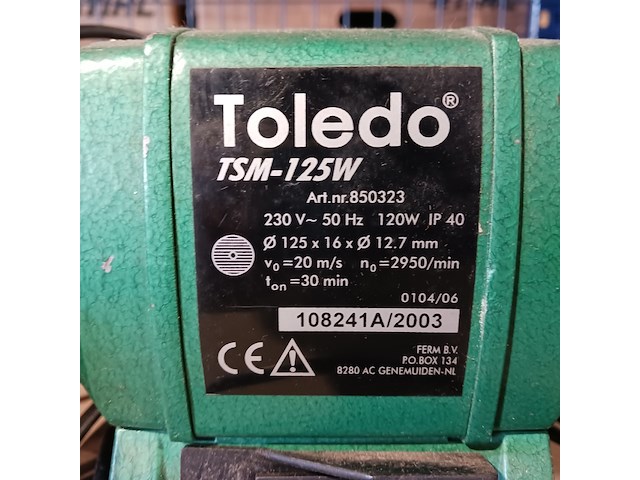 Toledo®
TSM-125W
Art.nr.850323
230 V~ 50 Hz 120W IP 40
Ø 125 x 16 x Ø 12.7 mm
v₀=20 m/s n₀=2950/min
tₒₙ=30 min
0104/06
108241A/2003
CE
FERM B.V.
P.O.BOX 134
8280 AC GENEMUIDEN-NL